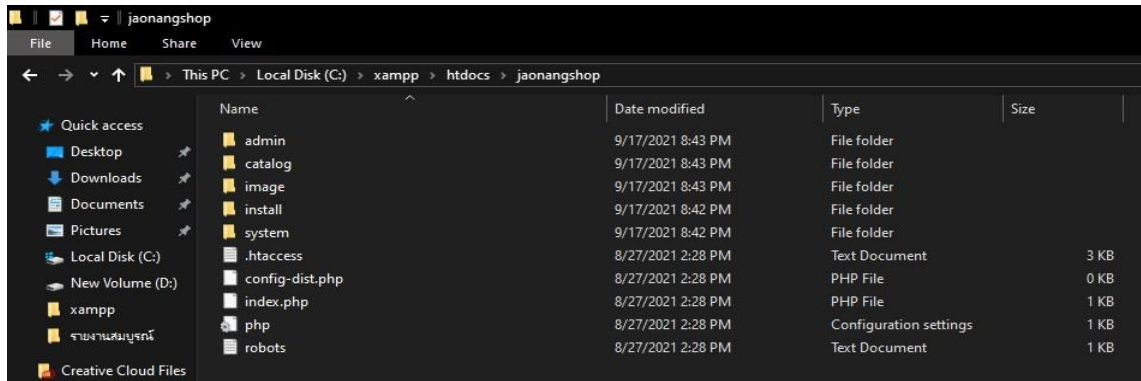 jaonangshop
File Home Share View
This PC > Local Disk (C:) > xampp > htdocs > jaonangshop
Name Date modified Type Size
Quick access
Desktop
Downloads
Documents
Pictures
Local Disk (C:)
New Volume (D:)
xampp
รายงานสมบูรณ์
Creative Cloud Files
admin 9/17/2021 8:43 PM File folder
catalog 9/17/2021 8:43 PM File folder
image 9/17/2021 8:43 PM File folder
install 9/17/2021 8:42 PM File folder
system 9/17/2021 8:42 PM File folder
.htaccess 8/27/2021 2:28 PM Text Document 3 KB
config-dist.php 8/27/2021 2:28 PM PHP File 0 KB
index.php 8/27/2021 2:28 PM PHP File 1 KB
php 8/27/2021 2:28 PM Configuration settings 1 KB
robots 8/27/2021 2:28 PM Text Document 1 KB